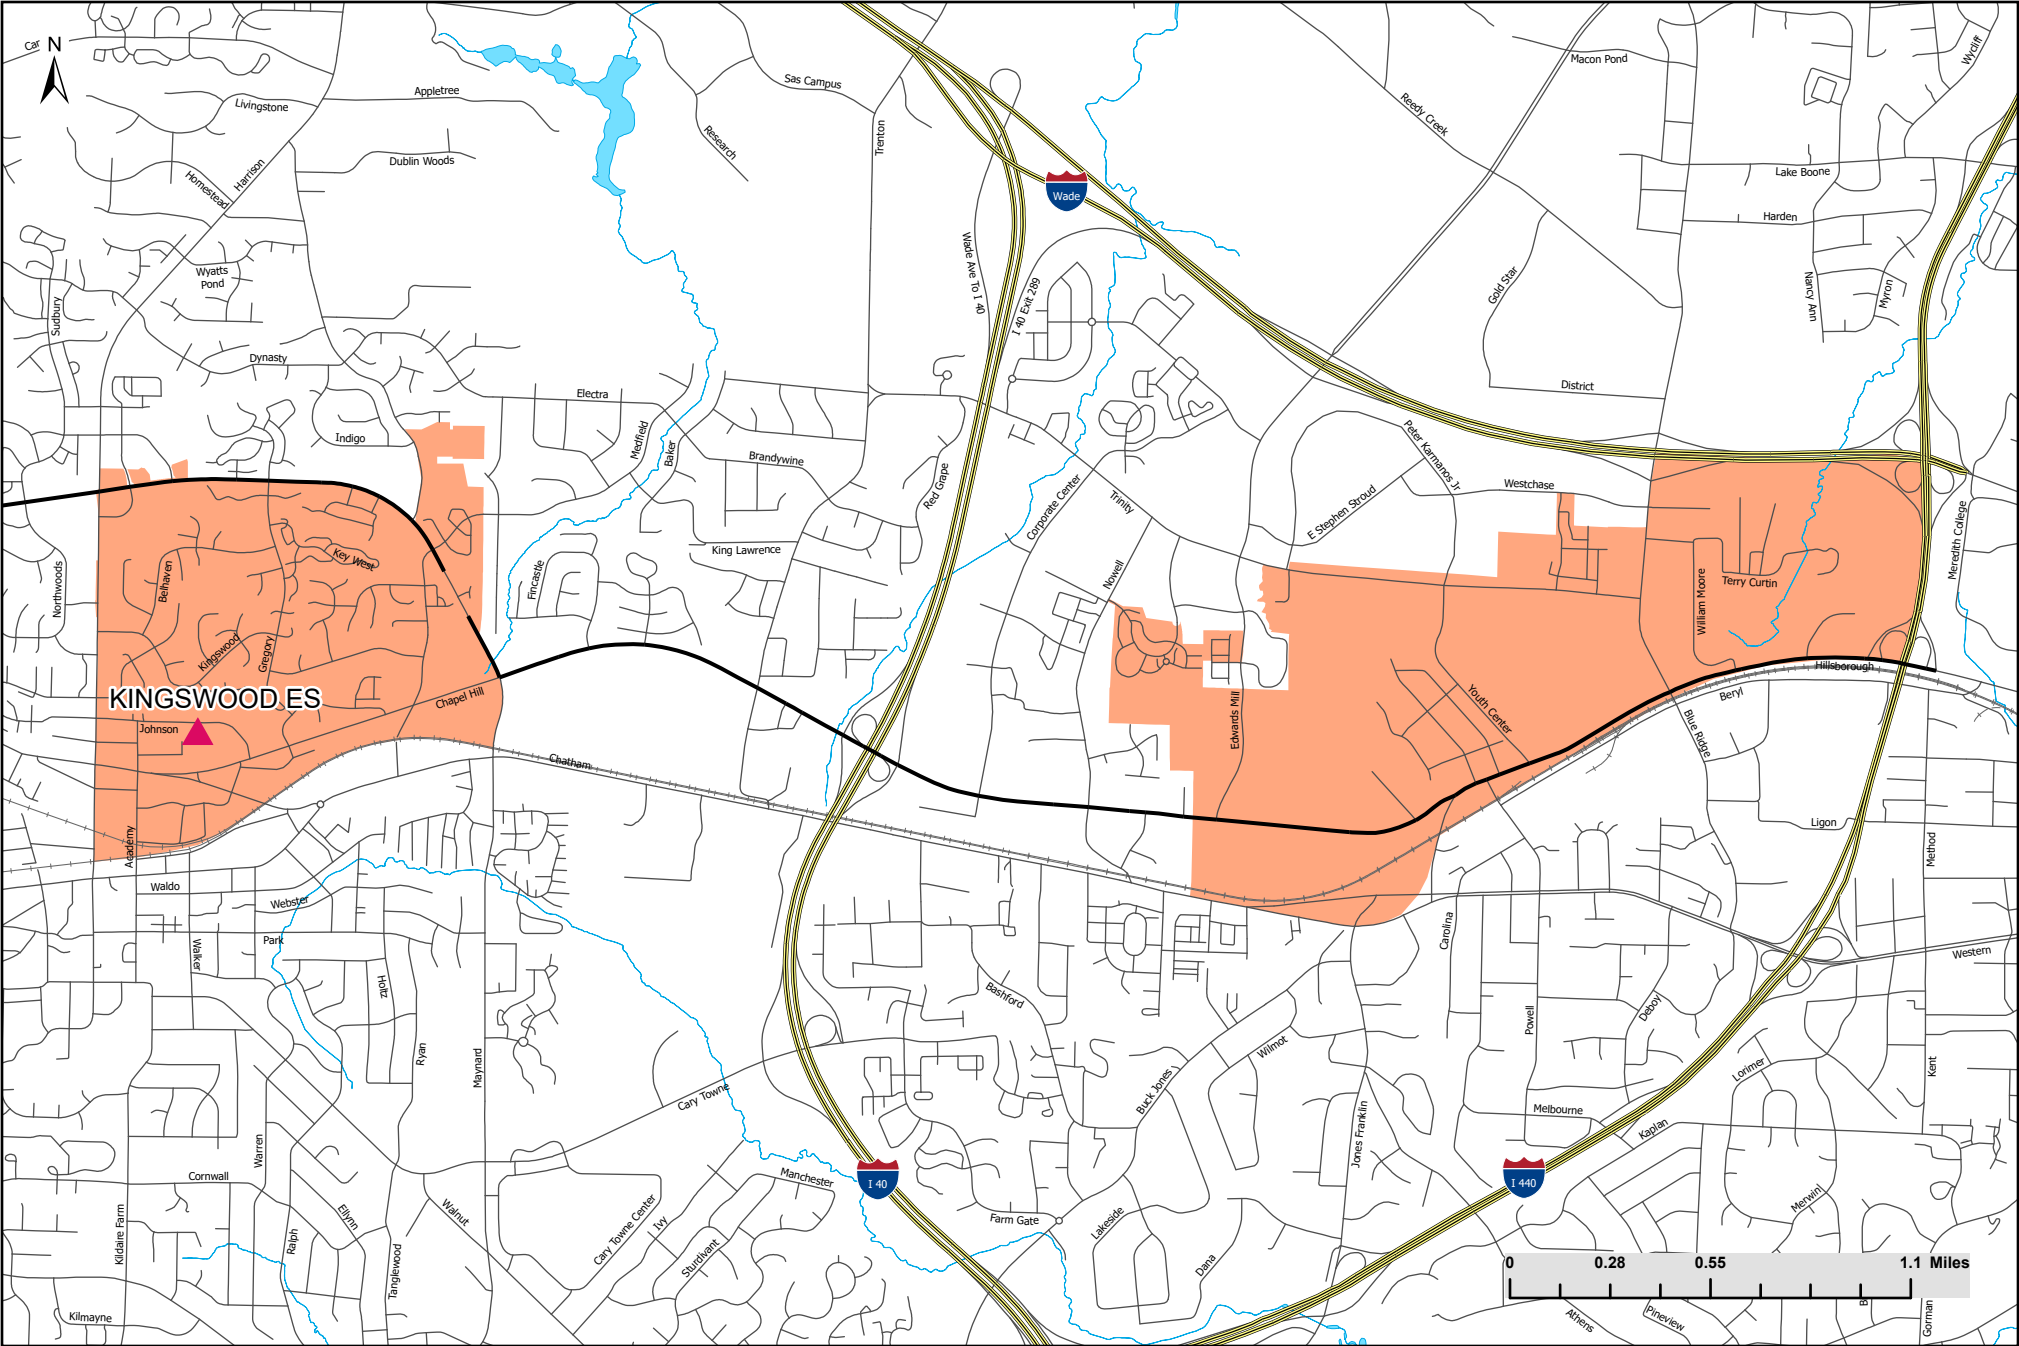 Car
N
Livingstone
Appletree
Sas Campus
Macon Pond
Wycliff
Reedy Creek
Research
Trenton
Dublin Woods
Harrison
Homestead
Lake Boone
Wade
Harden
Wyatts
Pond
Sudbury
Wade Ave To I 40
I 40 Exit 289
Gold Star
Nancy Ann
Myron
Dynasty
Electra
District
Indigo
Medfield
Baker
Brandywine
Red Grape
Corporate Center
Trinity
Peter Karmanos Jr
E Stephen Stroud
Westchase
Meredith College
Northwoods
Belhaven
Key West
King Lawrence
Fincastle
Nowell
William Moore
Terry Curtin
Kingswood
Gregory
KINGSWOOD ES
Johnson
Chapel Hill
Chatham
Edwards Mill
Youth Center
Hillsborough
Beryl
Blue Ridge
Academy
Ligon
Method
Waldo
Webster
Park
Walker
Holtz
Bashford
Carolina
Western
Powell
Deboy
Ryan
Maynard
Wilmot
Cary Towne
Buck Jones
Jones Franklin
Melbourne
Lorimer
Kent
Kaplan
Warren
Cornwall
Manchester
I 40
I 440
Kildaire Farm
Ralph
Ellynn
Tanglewood
Walnut
Cary Towne Center
Ivy
Sturdivant
Farm Gate
Lakeside
Dana
Merwin
Kilmayne
0 0.28 0.55 1.1 Miles
Athens
Pineview
B
Gorman